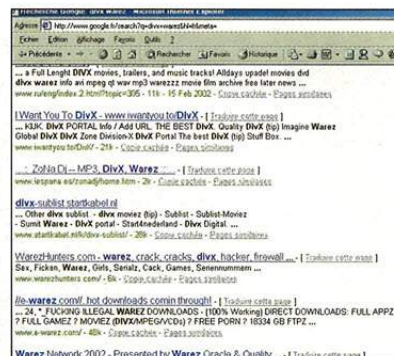 Recherche Google: divx warez - Microsoft Internet Explorer
Adresse http://www.google.fr/search?q=divx+warez&hl=fr&meta=
Fichier Edition Affichage Favoris Outils ?
Précédente Rechercher Favoris Historique
... a Full Lenght DIVX movies, trailers, and music tracks! Alldays upadel movies dvd
divx warez info avi mpeg qt war mp3 warezzz movie film archive free later news ...
www.ru/eng/index.2.html?topic=395 - 11k - 15 Feb 2002 - Copie cachée - Pages similaires
I Want You To DivX - www.iwantyou.to/DivX - [ Traduire cette page ]
... KIJK. DivX PORTAL Info / Add URL. THE BEST DivX. Quality DivX (tip) Imagine Warez
Global DivX DivX Zone Division-X DivX Portal The best DivX (tip) Stuff Box. ...
www.iwantyou.to/DivX/ - 21k - Copie cachée - Pages similaires
..:. ZoNa Dj -- MP3, DivX, Warez ..:.. - [ Traduire cette page ]
www.iespana.es/zonadj/home.htm - 2k - Copie cachée - Pages similaires
divx-sublist.startkabel.nl
... Other divx sublist. - divx moviez (tip) - Sublist - Sublist-Moviez
- Sumit Warez - DivX portal - Start4nederland - Divx Digital. ...
www.startkabel.nl/k/divx-sublist/ - 28k - Copie cachée - Pages similaires
WarezHunters.com - warez, crack, cracks, divx, hacker, firewall ... - [ Traduire cette page ]
Sex, Ficken, Warez, Girls, Serialz, Cack, Games, Seriennummern ...
www.warezhunters.com/ - 6k - Copie cachée - Pages similaires
//e-warez.com//, hot downloads comin through! - [ Traduire cette page ]
... 24, *_FUCKING ILLEGAL WAREZ DOWNLOADS - (100% Working) DIRECT DOWNLOADS: FULL APPZ
? FULL GAMEZ ? MOVIEZ (DIVX/MPEG/VCDs) ? FREE PORN ? 18334 GB FTPZ ...
www.e-warez.com/ - 48k - Copie cachée - Pages similaires
Warez Network 2002 - Presented by Warez Oracle & Quality ... - [ Traduire cette page ]